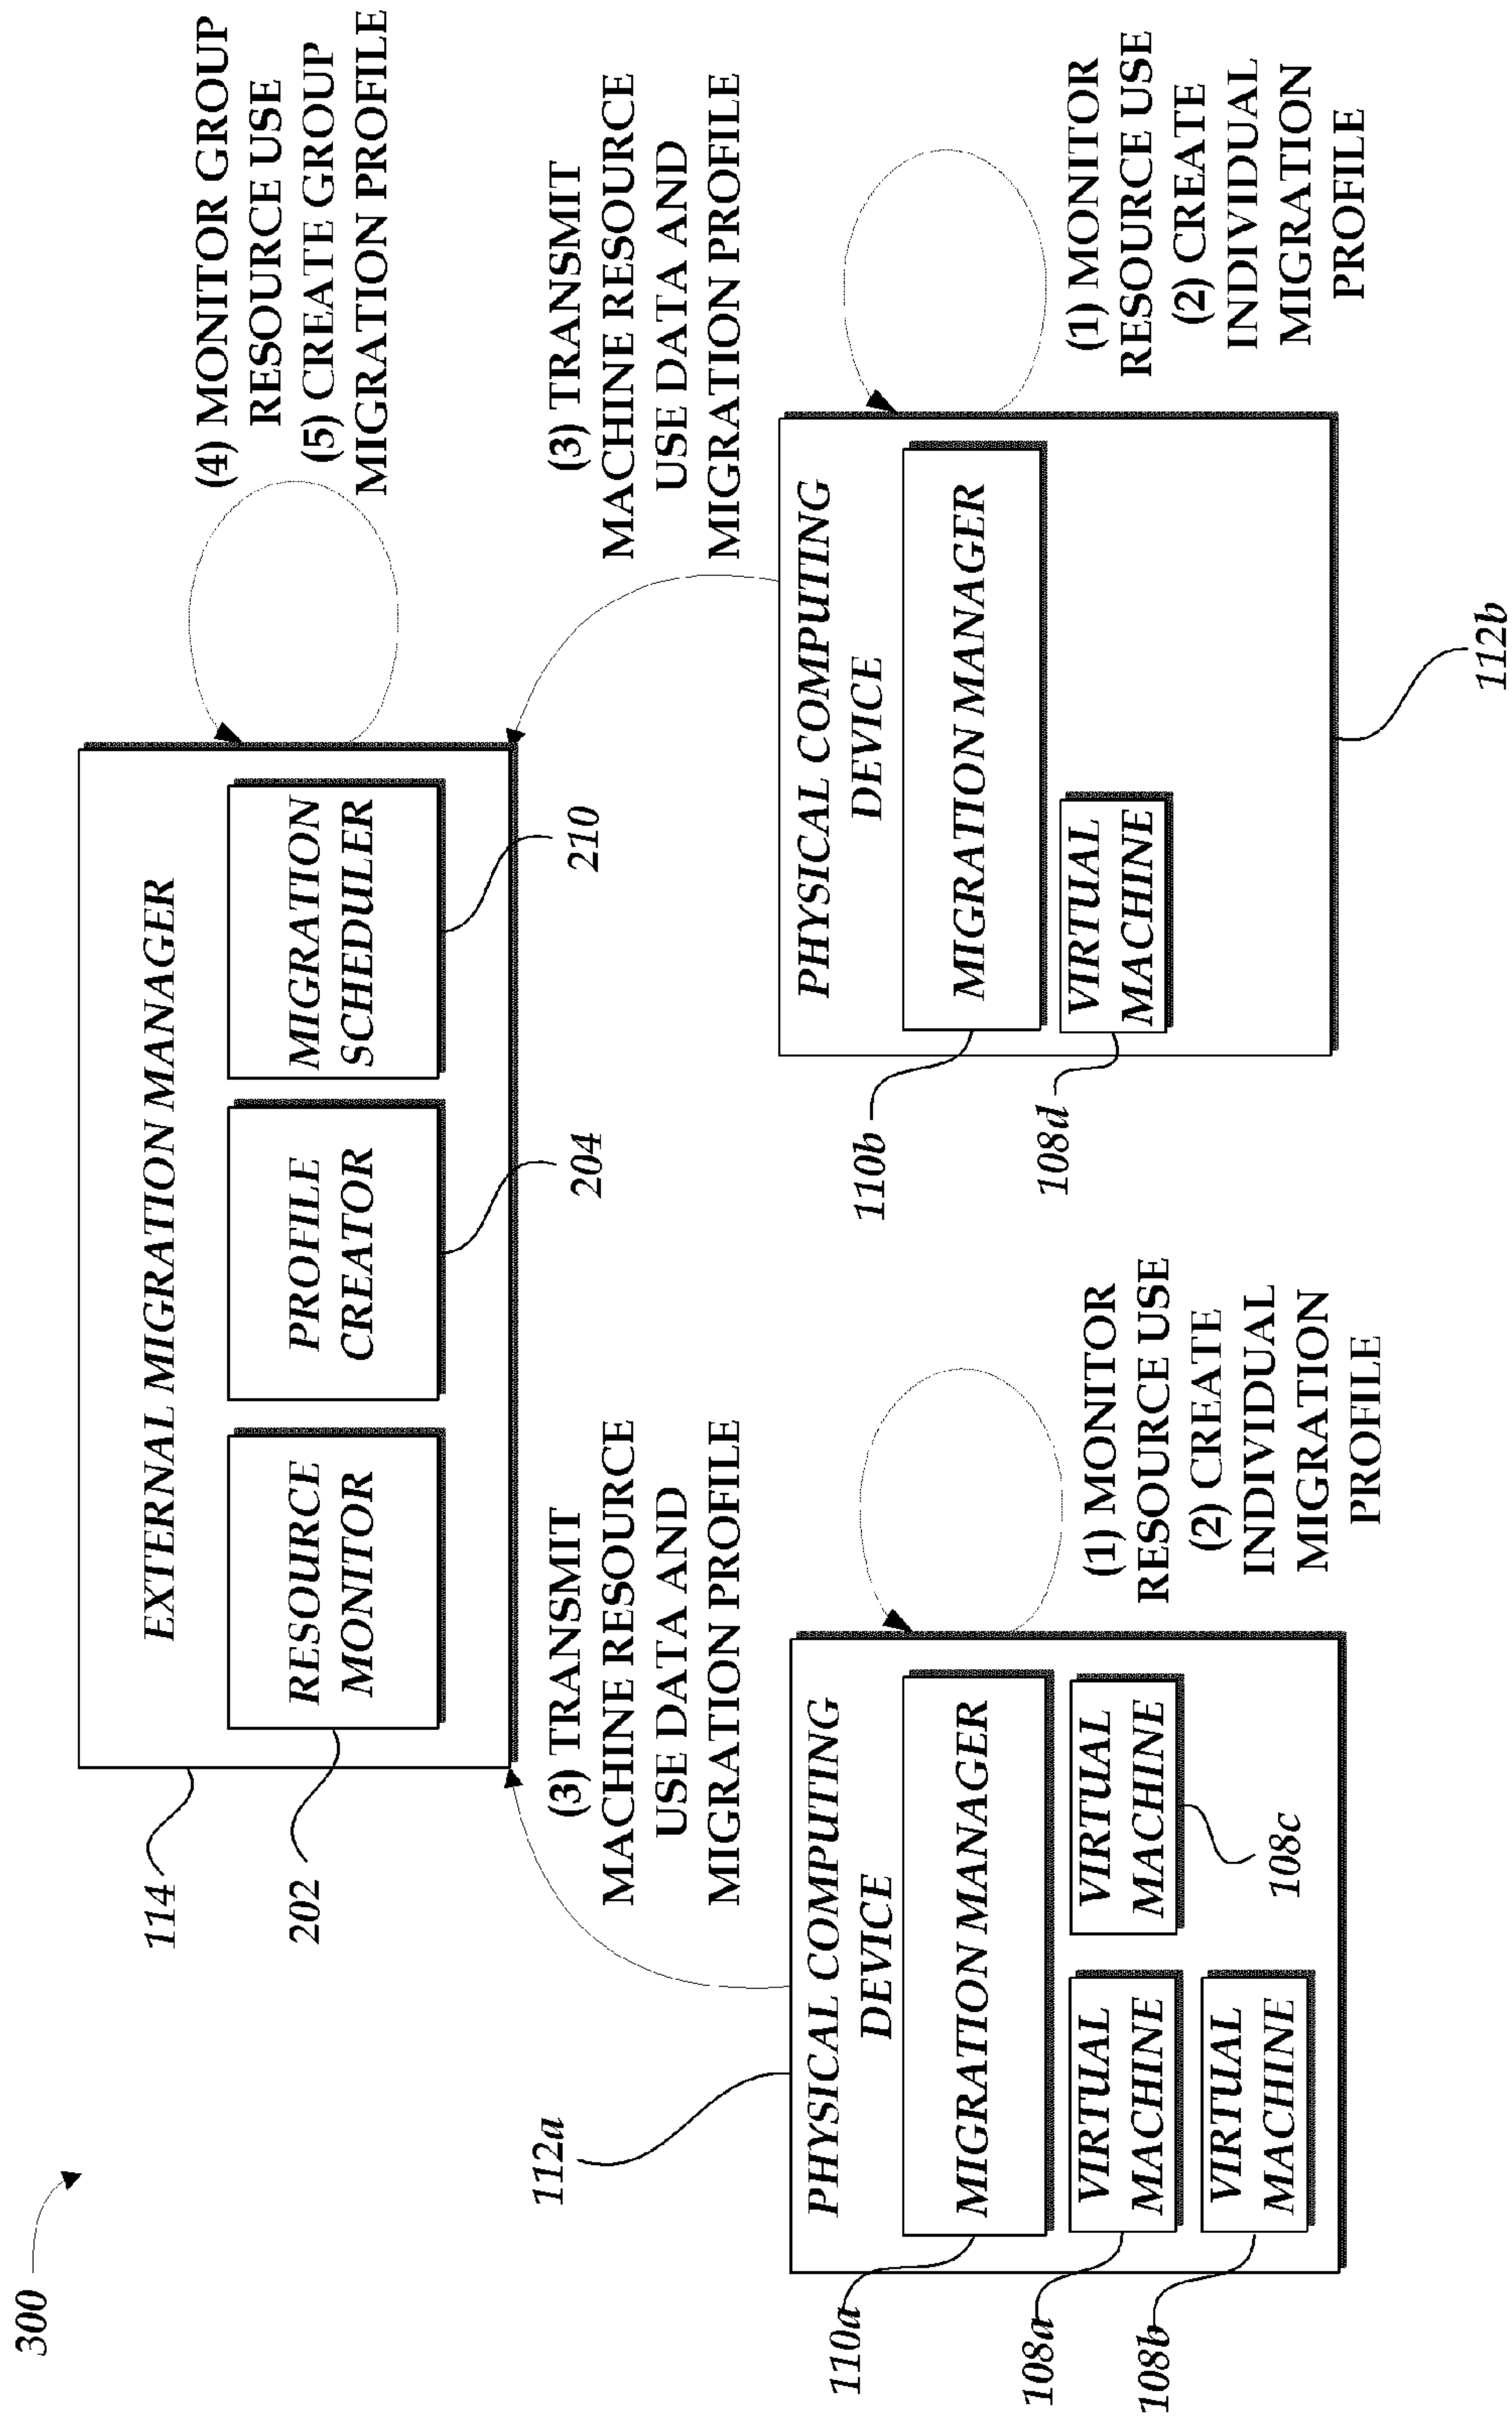 300
114
EXTERNAL MIGRATION MANAGER
202
RESOURCE
MONITOR
PROFILE
CREATOR
204
MIGRATION
SCHEDULER
210
(4) MONITOR GROUP
RESOURCE USE
(5) CREATE GROUP
MIGRATION PROFILE
(3) TRANSMIT
MACHINE RESOURCE
USE DATA AND
MIGRATION PROFILE
(3) TRANSMIT
MACHINE RESOURCE
USE DATA AND
MIGRATION PROFILE
112a
PHYSICAL COMPUTING
DEVICE
110a
MIGRATION MANAGER
108a
VIRTUAL
MACHINE
VIRTUAL
MACHINE
108c
108b
VIRTUAL
MACHINE
(1) MONITOR
RESOURCE USE
(2) CREATE
INDIVIDUAL
MIGRATION
PROFILE
PHYSICAL COMPUTING
DEVICE
110b
MIGRATION MANAGER
108d
VIRTUAL
MACHINE
112b
(1) MONITOR
RESOURCE USE
(2) CREATE
INDIVIDUAL
MIGRATION
PROFILE